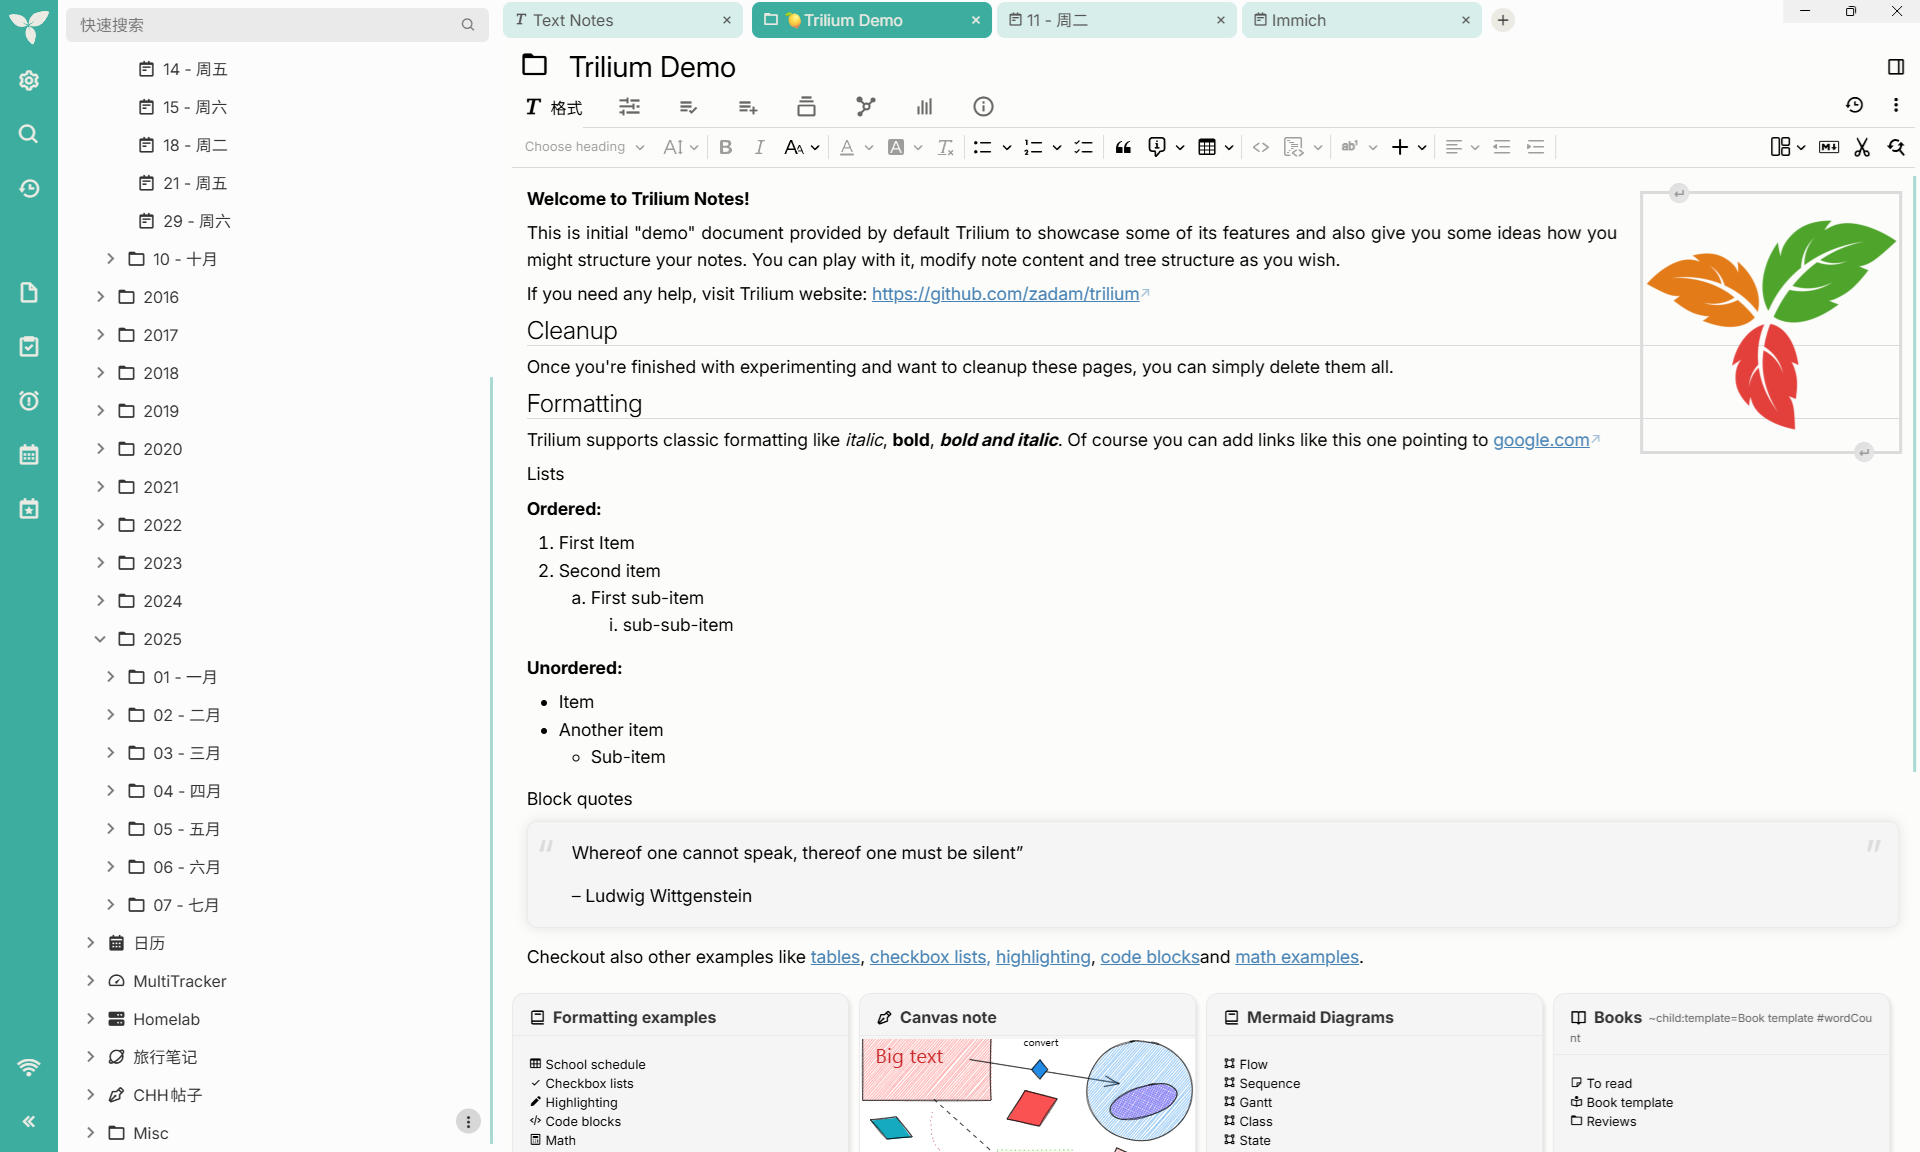 快速搜索
Text Notes
Trilium Demo
11 - 周二
Immich
14 - 周五
15 - 周六
18 - 周二
21 - 周五
29 - 周六
10 - 十月
2016
2017
2018
2019
2020
2021
2022
2023
2024
2025
01 - 一月
02 - 二月
03 - 三月
04 - 四月
05 - 五月
06 - 六月
07 - 七月
日历
MultiTracker
Homelab
旅行笔记
CHH帖子
Misc
Trilium Demo
格式
Choose heading
Welcome to Trilium Notes!
This is initial "demo" document provided by default Trilium to showcase some of its features and also give you some ideas how you
might structure your notes. You can play with it, modify note content and tree structure as you wish.
If you need any help, visit Trilium website: https://github.com/zadam/trilium
Cleanup
Once you're finished with experimenting and want to cleanup these pages, you can simply delete them all.
Formatting
Trilium supports classic formatting like italic, bold, bold and italic. Of course you can add links like this one pointing to google.com
Lists
Ordered:
1. First Item
2. Second item
a. First sub-item
i. sub-sub-item
Unordered:
• Item
• Another item
◦ Sub-item
Block quotes
Whereof one cannot speak, thereof one must be silent”
– Ludwig Wittgenstein
Checkout also other examples like tables, checkbox lists, highlighting, code blocksand math examples.
Formatting examples
School schedule
Checkbox lists
Highlighting
Code blocks
Math
Canvas note
Big text
convert
Mermaid Diagrams
Flow
Sequence
Gantt
Class
State
Books ~child:template=Book template #wordCou
nt
To read
Book template
Reviews